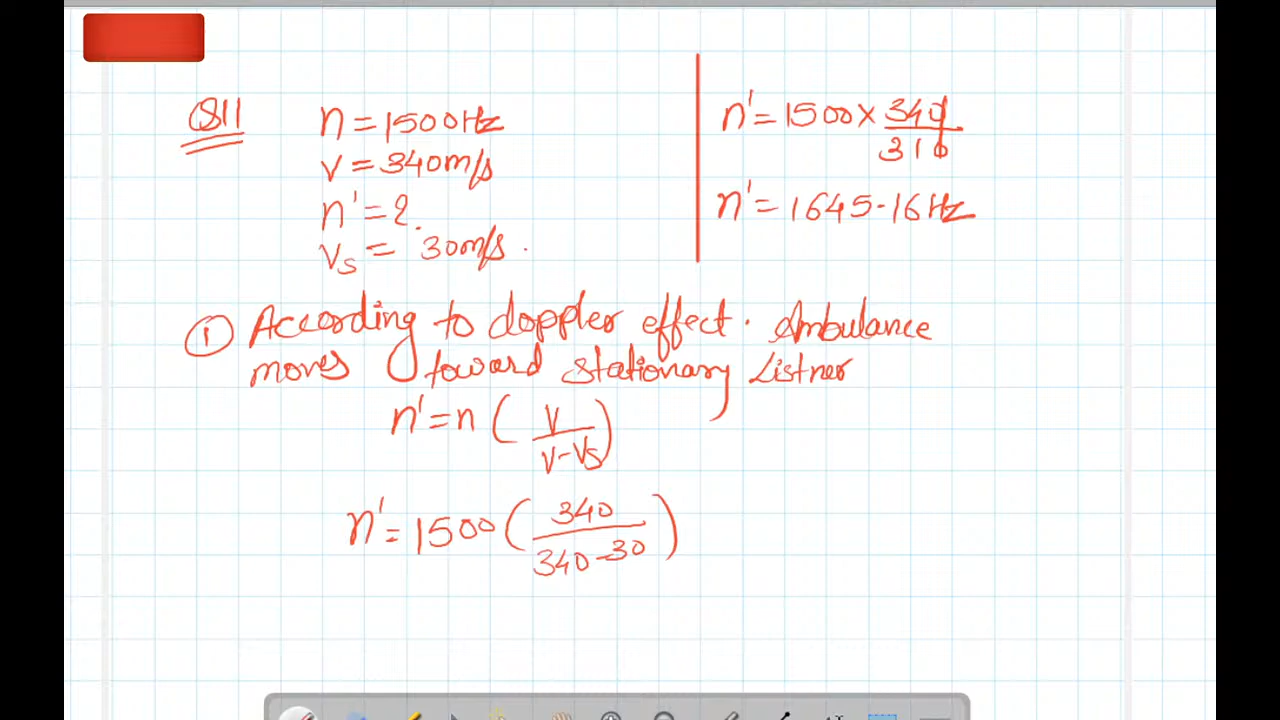 Q11
n = 1500Hz
v = 340m/s
n' = ?
vs = 30m/s.
① According to doppler effect. Ambulance
moves toward stationary Listner
n' = n ( v / v-vs )
n' = 1500 ( 340 / 340-30 )
n' = 1500 × 340 / 310
n' = 1645.16Hz